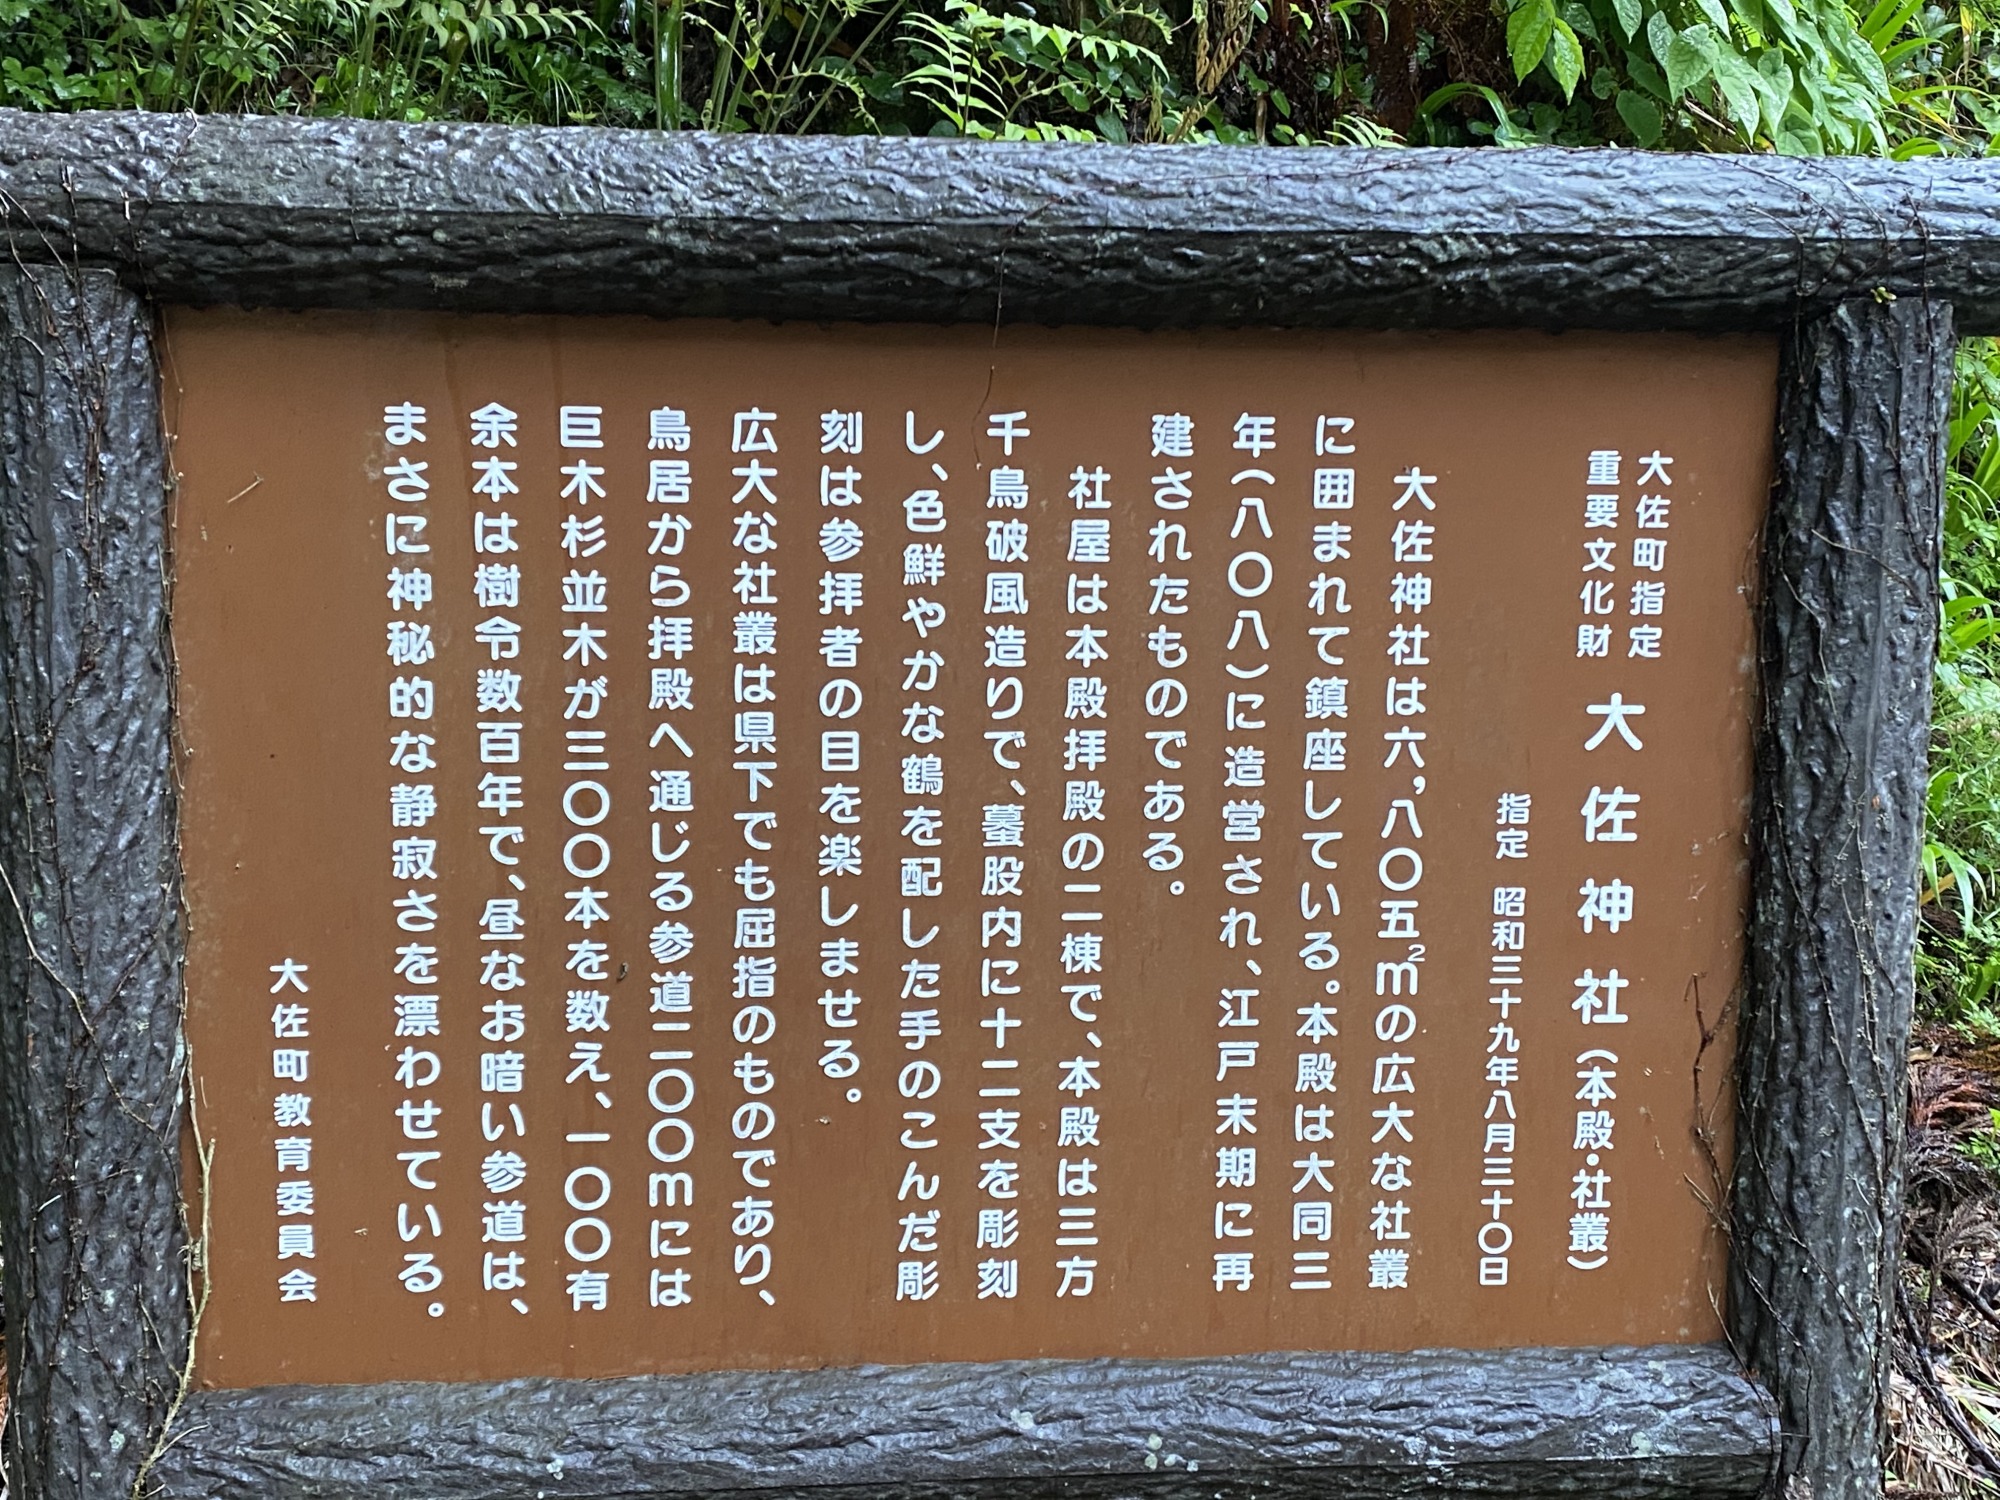 大佐町指定
重要文化財
大佐神社（本殿・社叢）
指定 昭和三十九年八月三十〇日
大佐神社は六,八〇五㎡の広大な社叢
に囲まれて鎮座している。本殿は大同三
年（八〇八）に造営され、江戸末期に再
建されたものである。
社屋は本殿拝殿の二棟で、本殿は三方
千鳥破風造りで、蟇股内に十二支を彫刻
し、色鮮やかな鶴を配した手のこんだ彫
刻は参拝者の目を楽しませる。
広大な社叢は県下でも屈指のものであり、
鳥居から拝殿へ通じる参道二〇〇mには
巨木杉並木が三〇〇本を数え、一〇〇有
余本は樹令数百年で、昼なお暗い参道は、
まさに神秘的な静寂さを漂わせている。
大佐町教育委員会